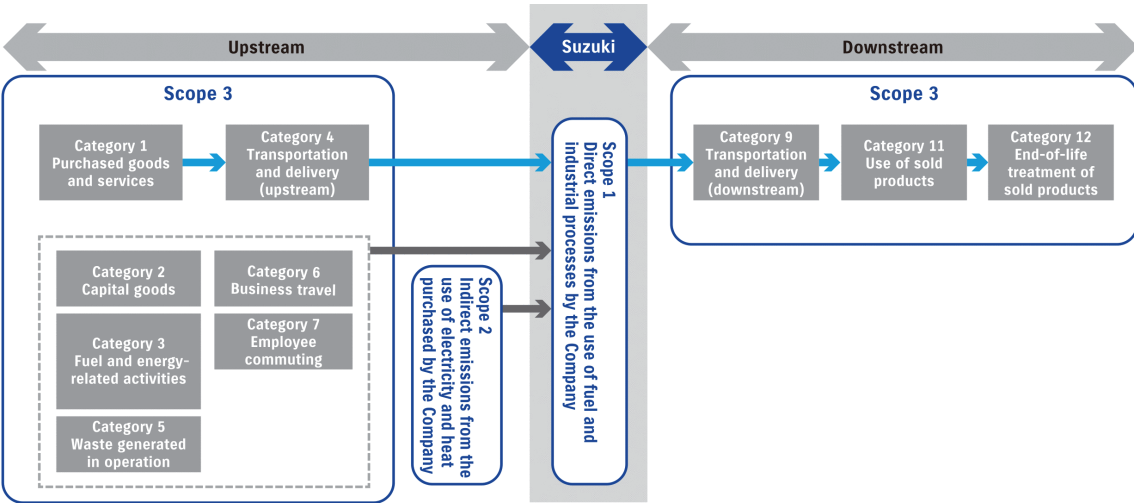 Upstream
Suzuki
Downstream
Scope 3
Category 1
Purchased goods
and services
Category 4
Transportation
and delivery
(upstream)
Category 2
Capital goods
Category 6
Business travel
Category 3
Fuel and energy-
related activities
Category 7
Employee
commuting
Category 5
Waste generated
in operation
Scope 2
Indirect emissions from the
use of electricity and heat
purchased by the Company
Scope 1
Direct emissions from the use of fuel and
industrial processes by the Company
Scope 3
Category 9
Transportation
and delivery
(downstream)
Category 11
Use of sold
products
Category 12
End-of-life
treatment of
sold products